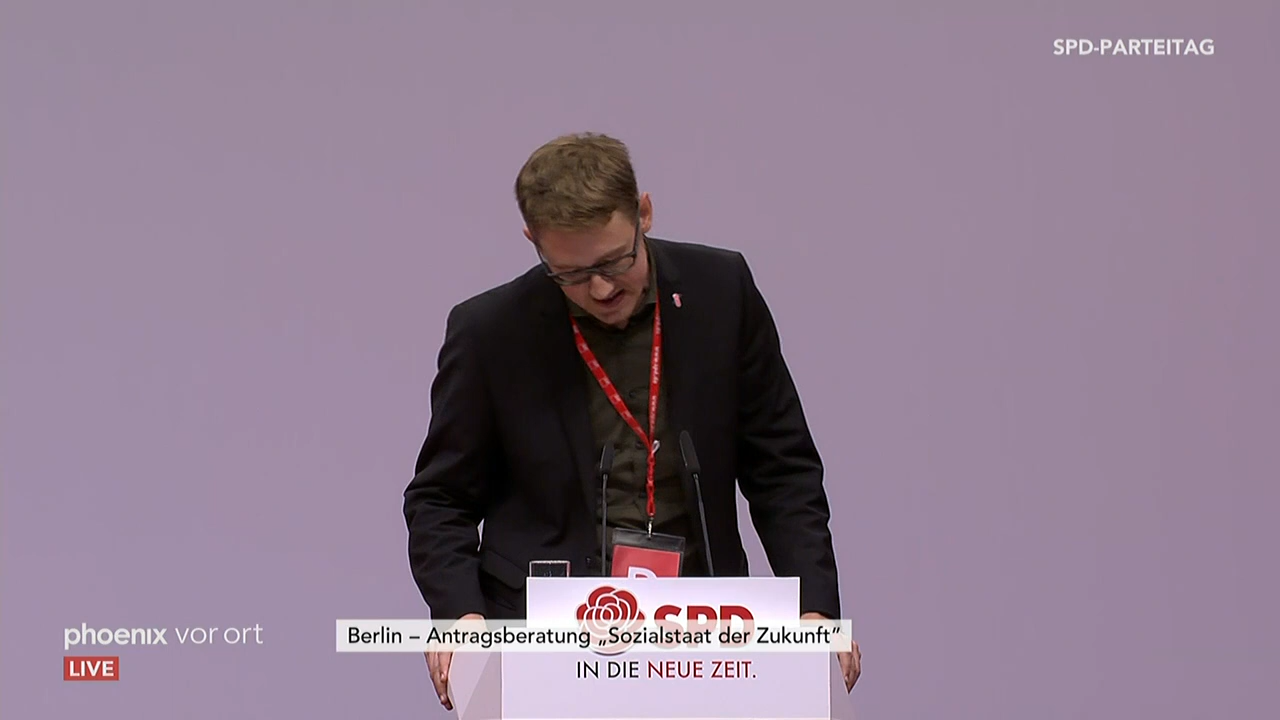 SPD-PARTEITAG
SPD
phoenix vor ort
Berlin – Antragsberatung „Sozialstaat der Zukunft”
LIVE
IN DIE NEUE ZEIT.